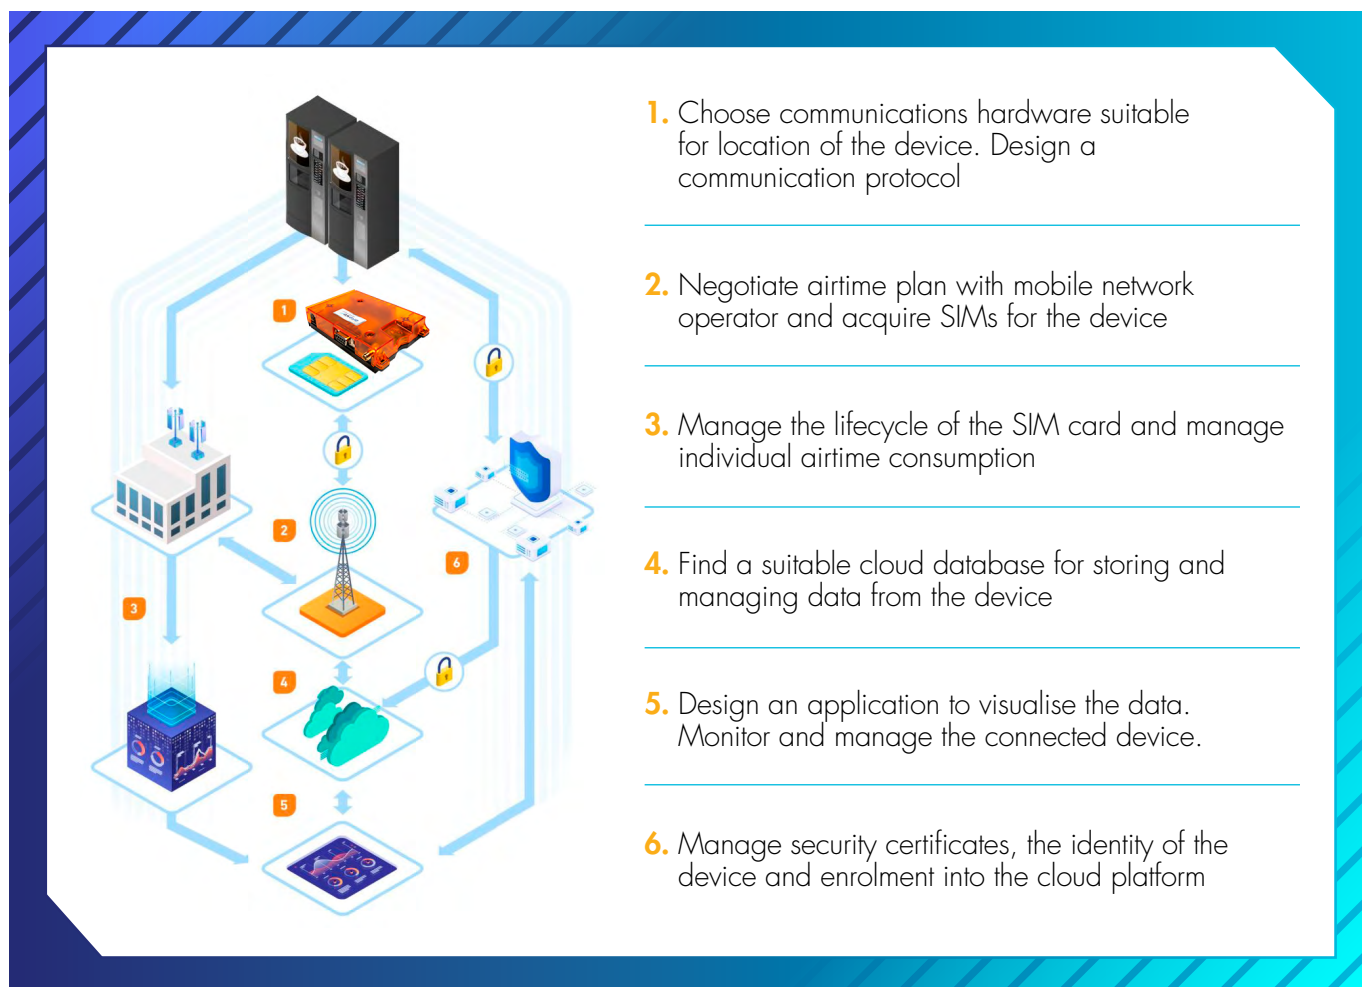 1. Choose communications hardware suitable
for location of the device. Design a
communication protocol
2. Negotiate airtime plan with mobile network
operator and acquire SIMs for the device
3. Manage the lifecycle of the SIM card and manage
individual airtime consumption
4. Find a suitable cloud database for storing and
managing data from the device
5. Design an application to visualise the data.
Monitor and manage the connected device.
6. Manage security certificates, the identity of the
device and enrolment into the cloud platform
1
2
6
3
4
5